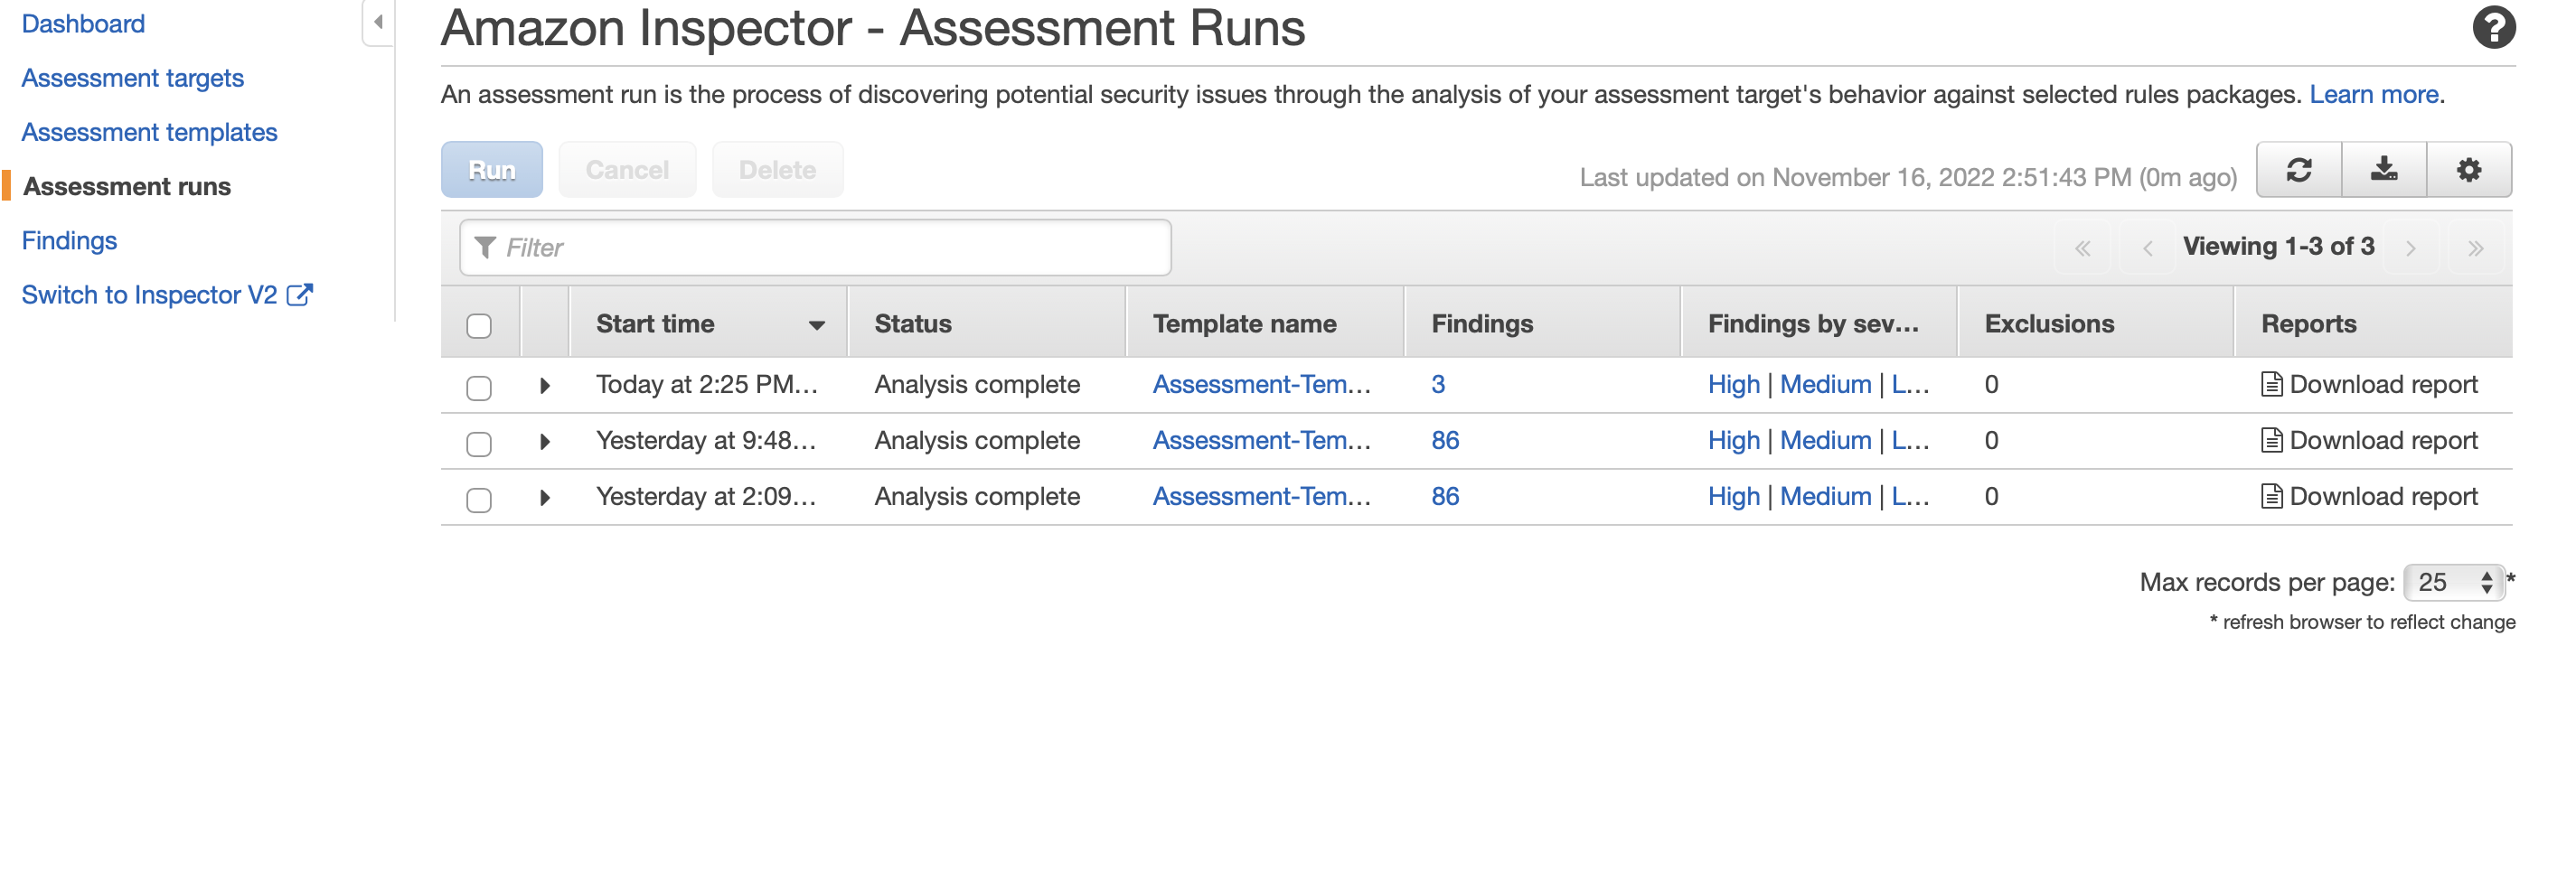 Dashboard
Assessment targets
Assessment templates
Assessment runs
Findings
Switch to Inspector V2
Amazon Inspector - Assessment Runs
?
An assessment run is the process of discovering potential security issues through the analysis of your assessment target's behavior against selected rules packages. Learn more.
Run Cancel Delete
Last updated on November 16, 2022 2:51:43 PM (0m ago)
Filter
« ‹ Viewing 1-3 of 3 › »
Start time Status Template name Findings Findings by sev... Exclusions Reports
Today at 2:25 PM... Analysis complete Assessment-Tem... 3 High | Medium | L... 0 Download report
Yesterday at 9:48... Analysis complete Assessment-Tem... 86 High | Medium | L... 0 Download report
Yesterday at 2:09... Analysis complete Assessment-Tem... 86 High | Medium | L... 0 Download report
Max records per page: 25 *
* refresh browser to reflect change